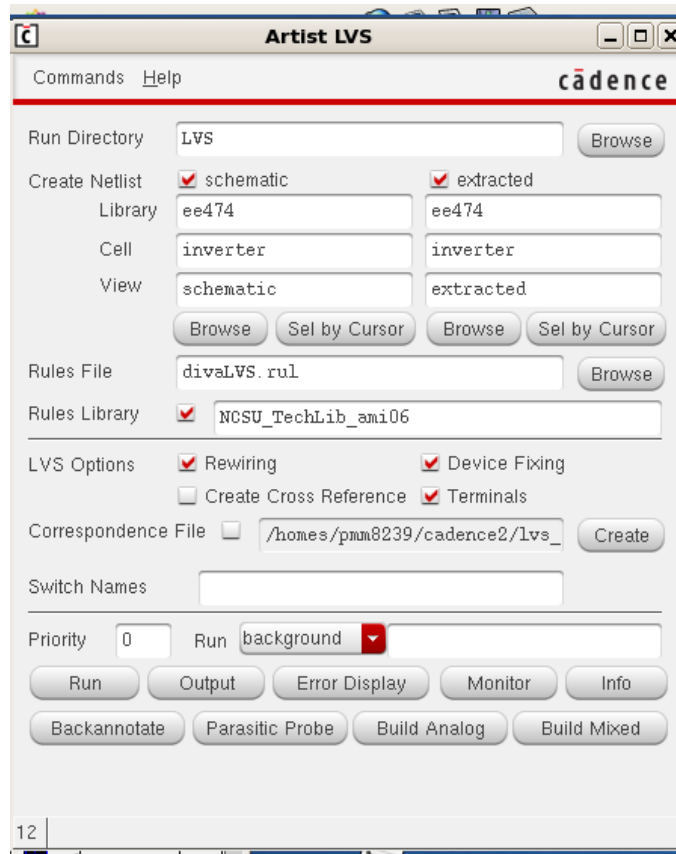 Artist LVS
Commands Help cādence
Run Directory LVS Browse
Create Netlist schematic extracted
Library ee474 ee474
Cell inverter inverter
View schematic extracted
Browse Sel by Cursor Browse Sel by Cursor
Rules File divaLVS.rul Browse
Rules Library NCSU_TechLib_ami06
LVS Options Rewiring Device Fixing
Create Cross Reference Terminals
Correspondence File /homes/pmm8239/cadence2/lvs_ Create
Switch Names
Priority 0 Run background
Run Output Error Display Monitor Info
Backannotate Parasitic Probe Build Analog Build Mixed
12